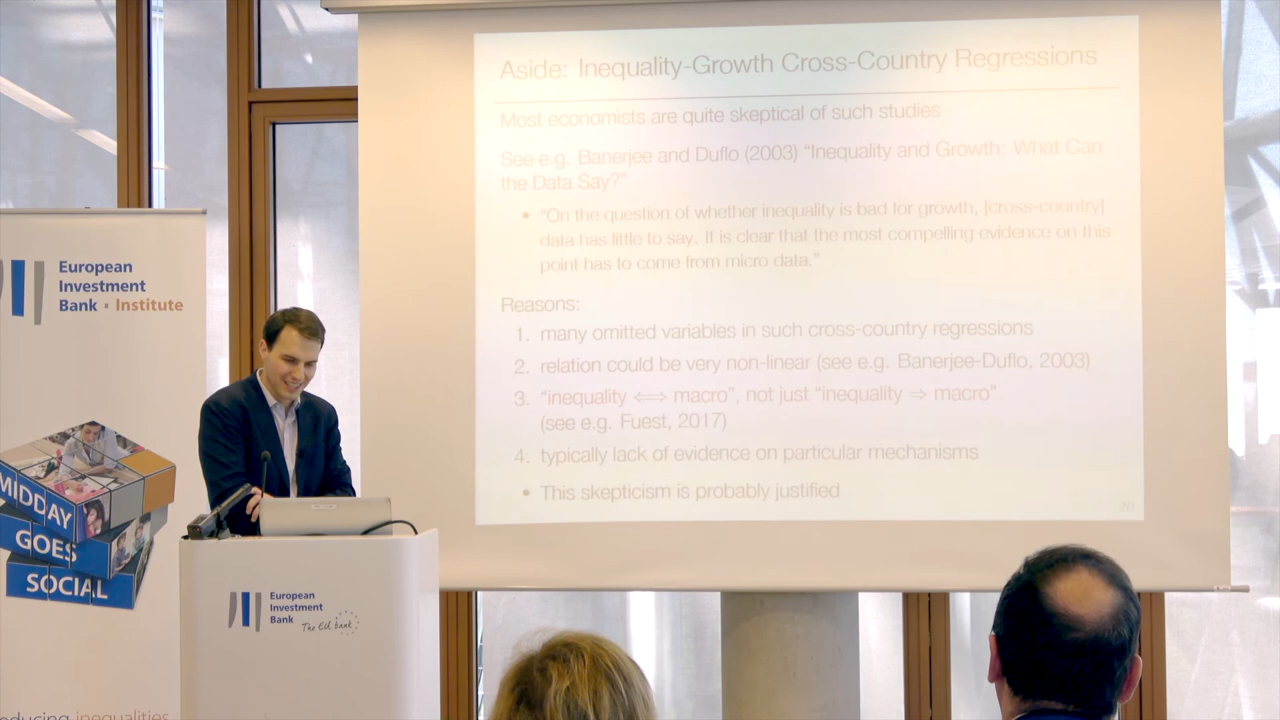 Aside: Inequality-Growth Cross-Country Regressions
Most economists are quite skeptical of such studies
See e.g. Banerjee and Duflo (2003) “Inequality and Growth: What Can
the Data Say?”
• “On the question of whether inequality is bad for growth, [cross-country]
data has little to say. It is clear that the most compelling evidence on this
point has to come from micro data.”
Reasons:
1. many omitted variables in such cross-country regressions
2. relation could be very non-linear (see e.g. Banerjee-Duflo, 2003)
3. “inequality ⟺ macro”, not just “inequality ⇒ macro”
(see e.g. Fuest, 2017)
4. typically lack of evidence on particular mechanisms
• This skepticism is probably justified
European
Investment
Bank • Institute
MIDDAY
GOES
SOCIAL
inequalities
European
Investment
Bank
The EU bank